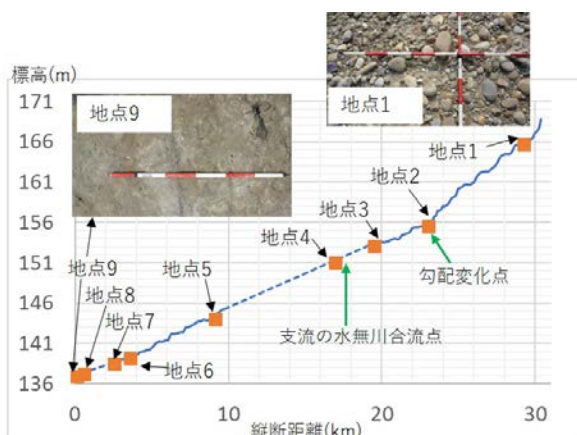 標高(m)
171
166
161
156
151
146
141
136
地点9
地点1
地点1
地点2
地点3
地点4
地点5
地点9
地点8
地点7
地点6
勾配変化点
支流の水無川合流点
0
10
20
30
縦断距離(km)